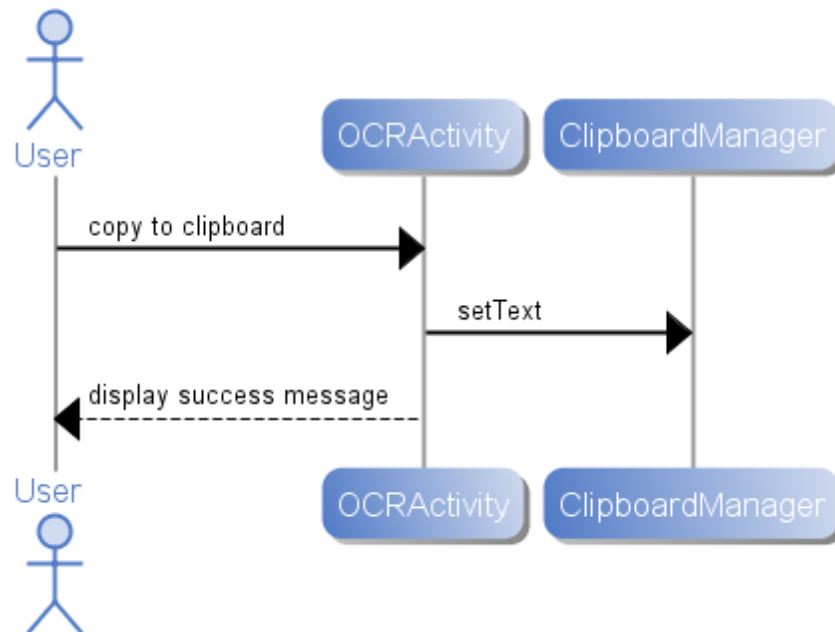 User
OCRActivity
ClipboardManager
copy to clipboard
setText
display success message
User
OCRActivity
ClipboardManager